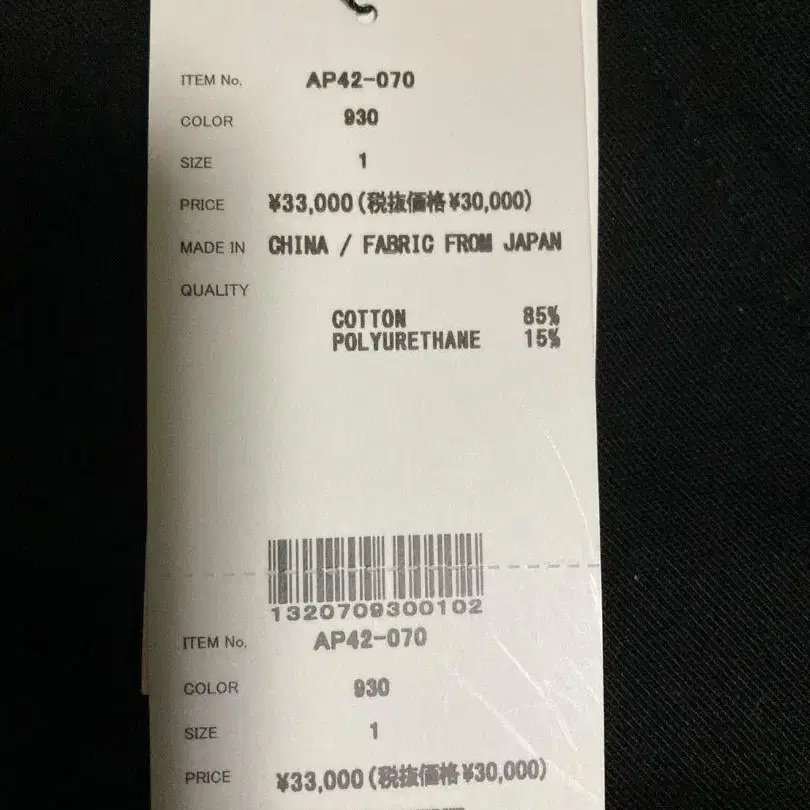 ITEM No. AP42-070
COLOR 930
SIZE 1
PRICE ¥33,000(税抜価格¥30,000)
MADE IN CHINA / FABRIC FROM JAPAN
QUALITY
COTTON 85%
POLYURETHANE 15%
1320709300102
ITEM No. AP42-070
COLOR 930
SIZE 1
PRICE ¥33,000(税抜価格¥30,000)